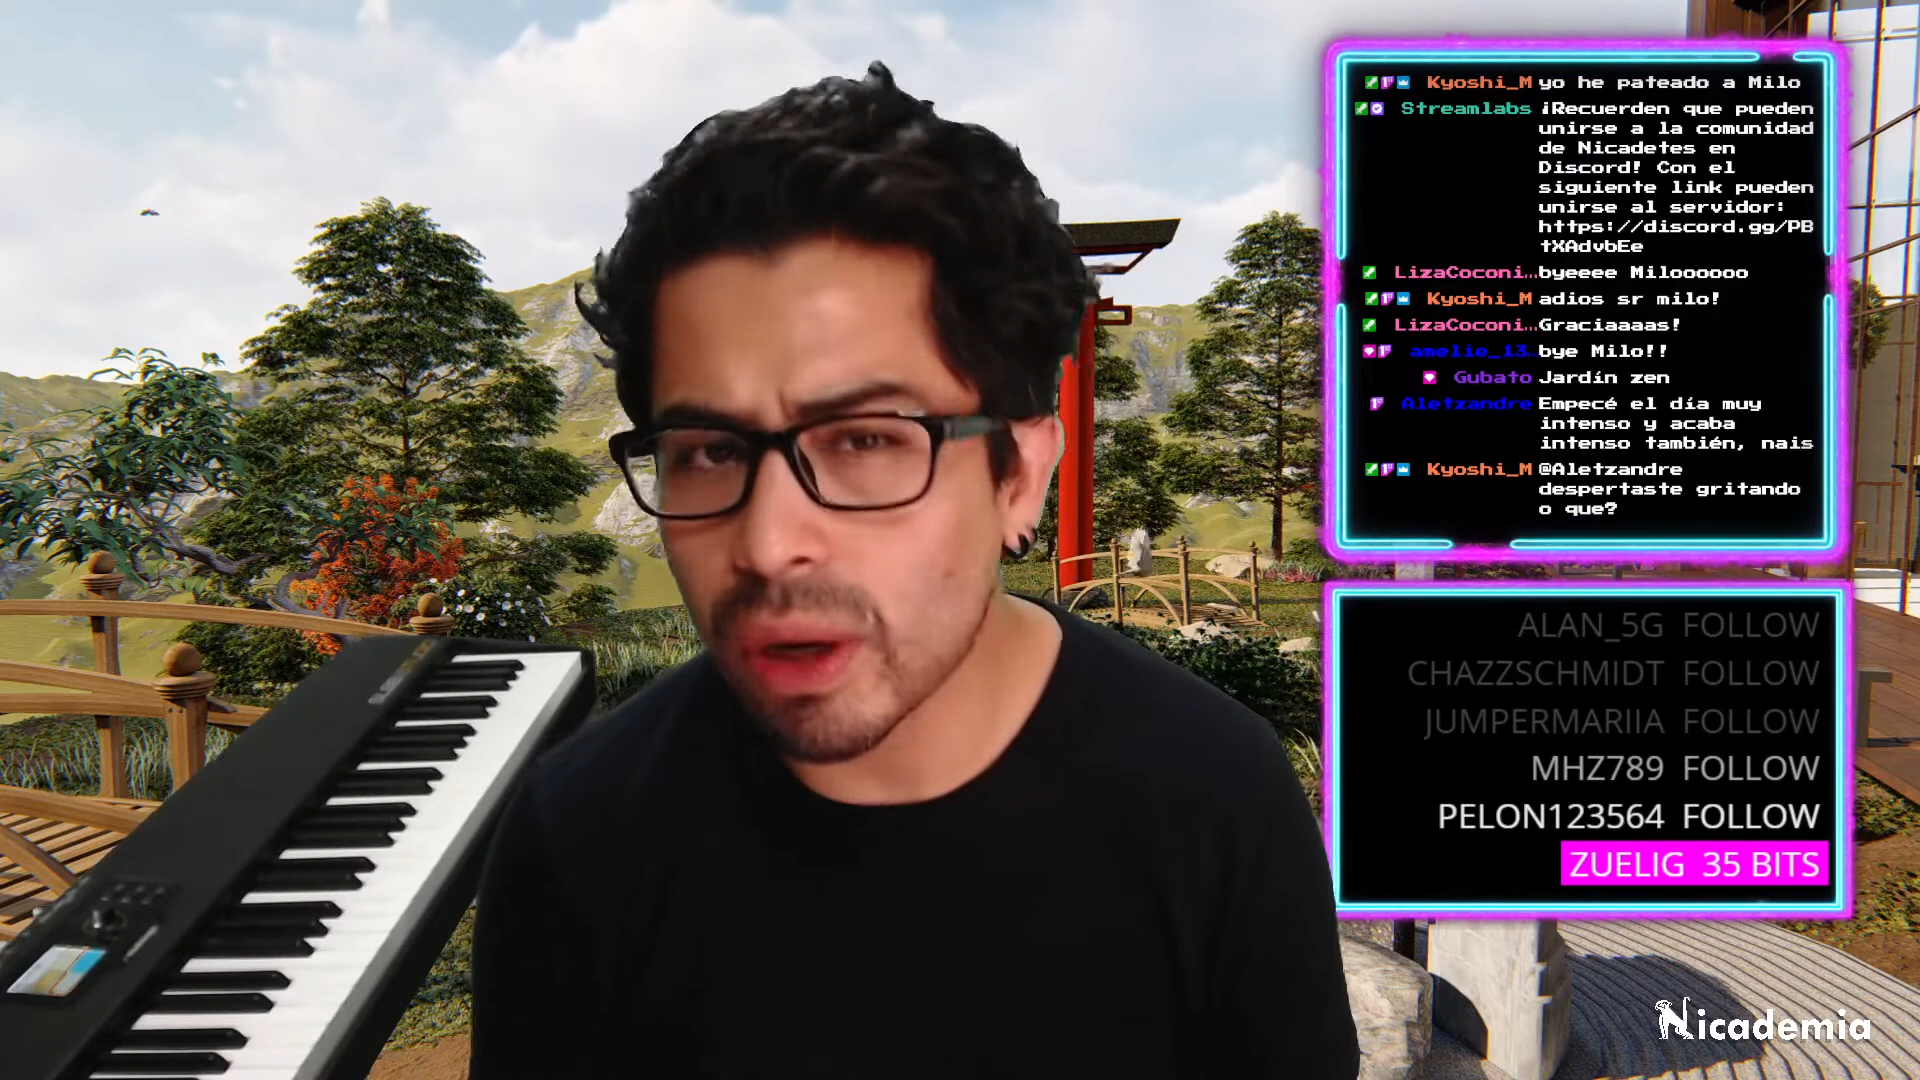 Kyoshi_M yo he pateado a Milo
Streamlabs ¡Recuerden que pueden
unirse a la comunidad
de Nicadetes en
Discord! Con el
siguiente link pueden
unirse al servidor:
https://discord.gg/PB
tXAdvbEe
LizaCoconi... byeeee Miloooooo
Kyoshi_M adios sr milo!
LizaCoconi... Graciaaaas!
amelie_13... bye Milo!!
Gubato Jardín zen
Aletzandre Empecé el día muy
intenso y acaba
intenso también, nais
Kyoshi_M @Aletzandre
despertaste gritando
o que?
ALAN_5G FOLLOW
CHAZZSCHMIDT FOLLOW
JUMPERMARIIA FOLLOW
MHZ789 FOLLOW
PELON123564 FOLLOW
ZUELIG 35 BITS
Nicademia